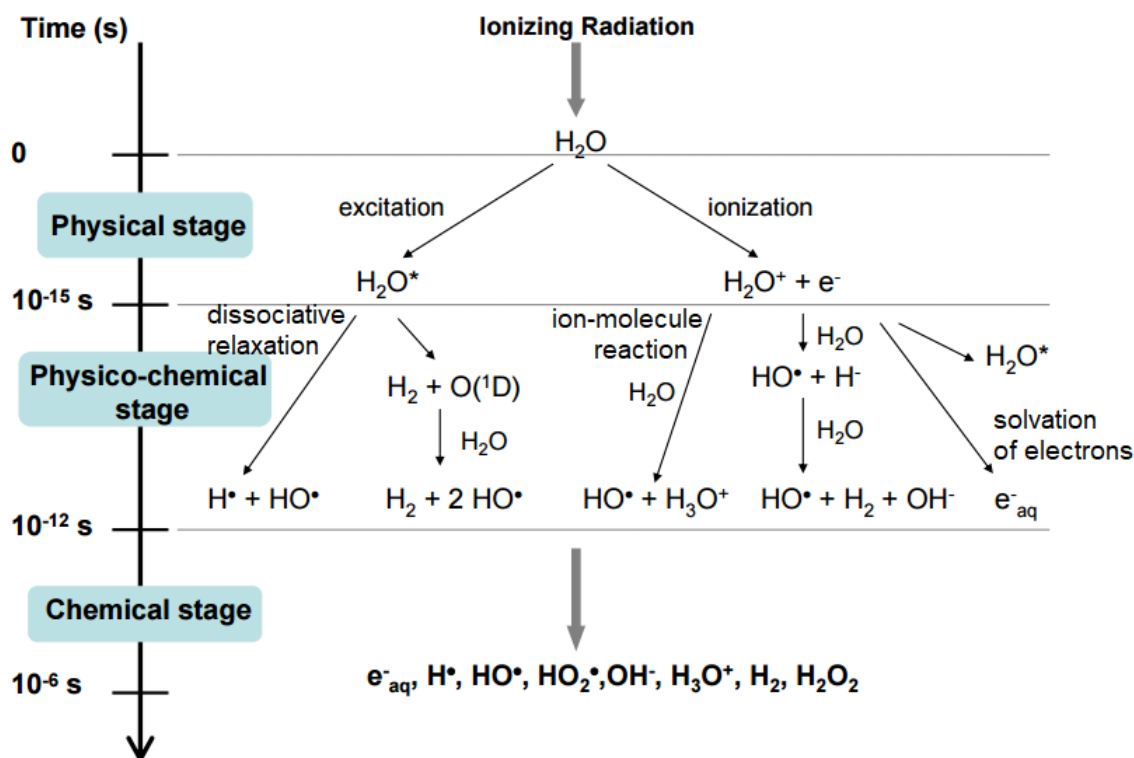 Time (s)
Ionizing Radiation
0
H₂O
excitation
ionization
Physical stage
H₂O*
H₂O⁺ + e⁻
10⁻¹⁵ s
dissociative
relaxation
ion-molecule
reaction
H₂O
H₂O
H₂O*
Physico-chemical
stage
H₂ + O(¹D)
HO• + H⁻
H₂O
H₂O
solvation
of electrons
H• + HO•
H₂ + 2 HO•
HO• + H₃O⁺
HO• + H₂ + OH⁻
e⁻aq
10⁻¹² s
Chemical stage
10⁻⁶ s
e⁻aq, H•, HO•, HO₂•,OH⁻, H₃O⁺, H₂, H₂O₂